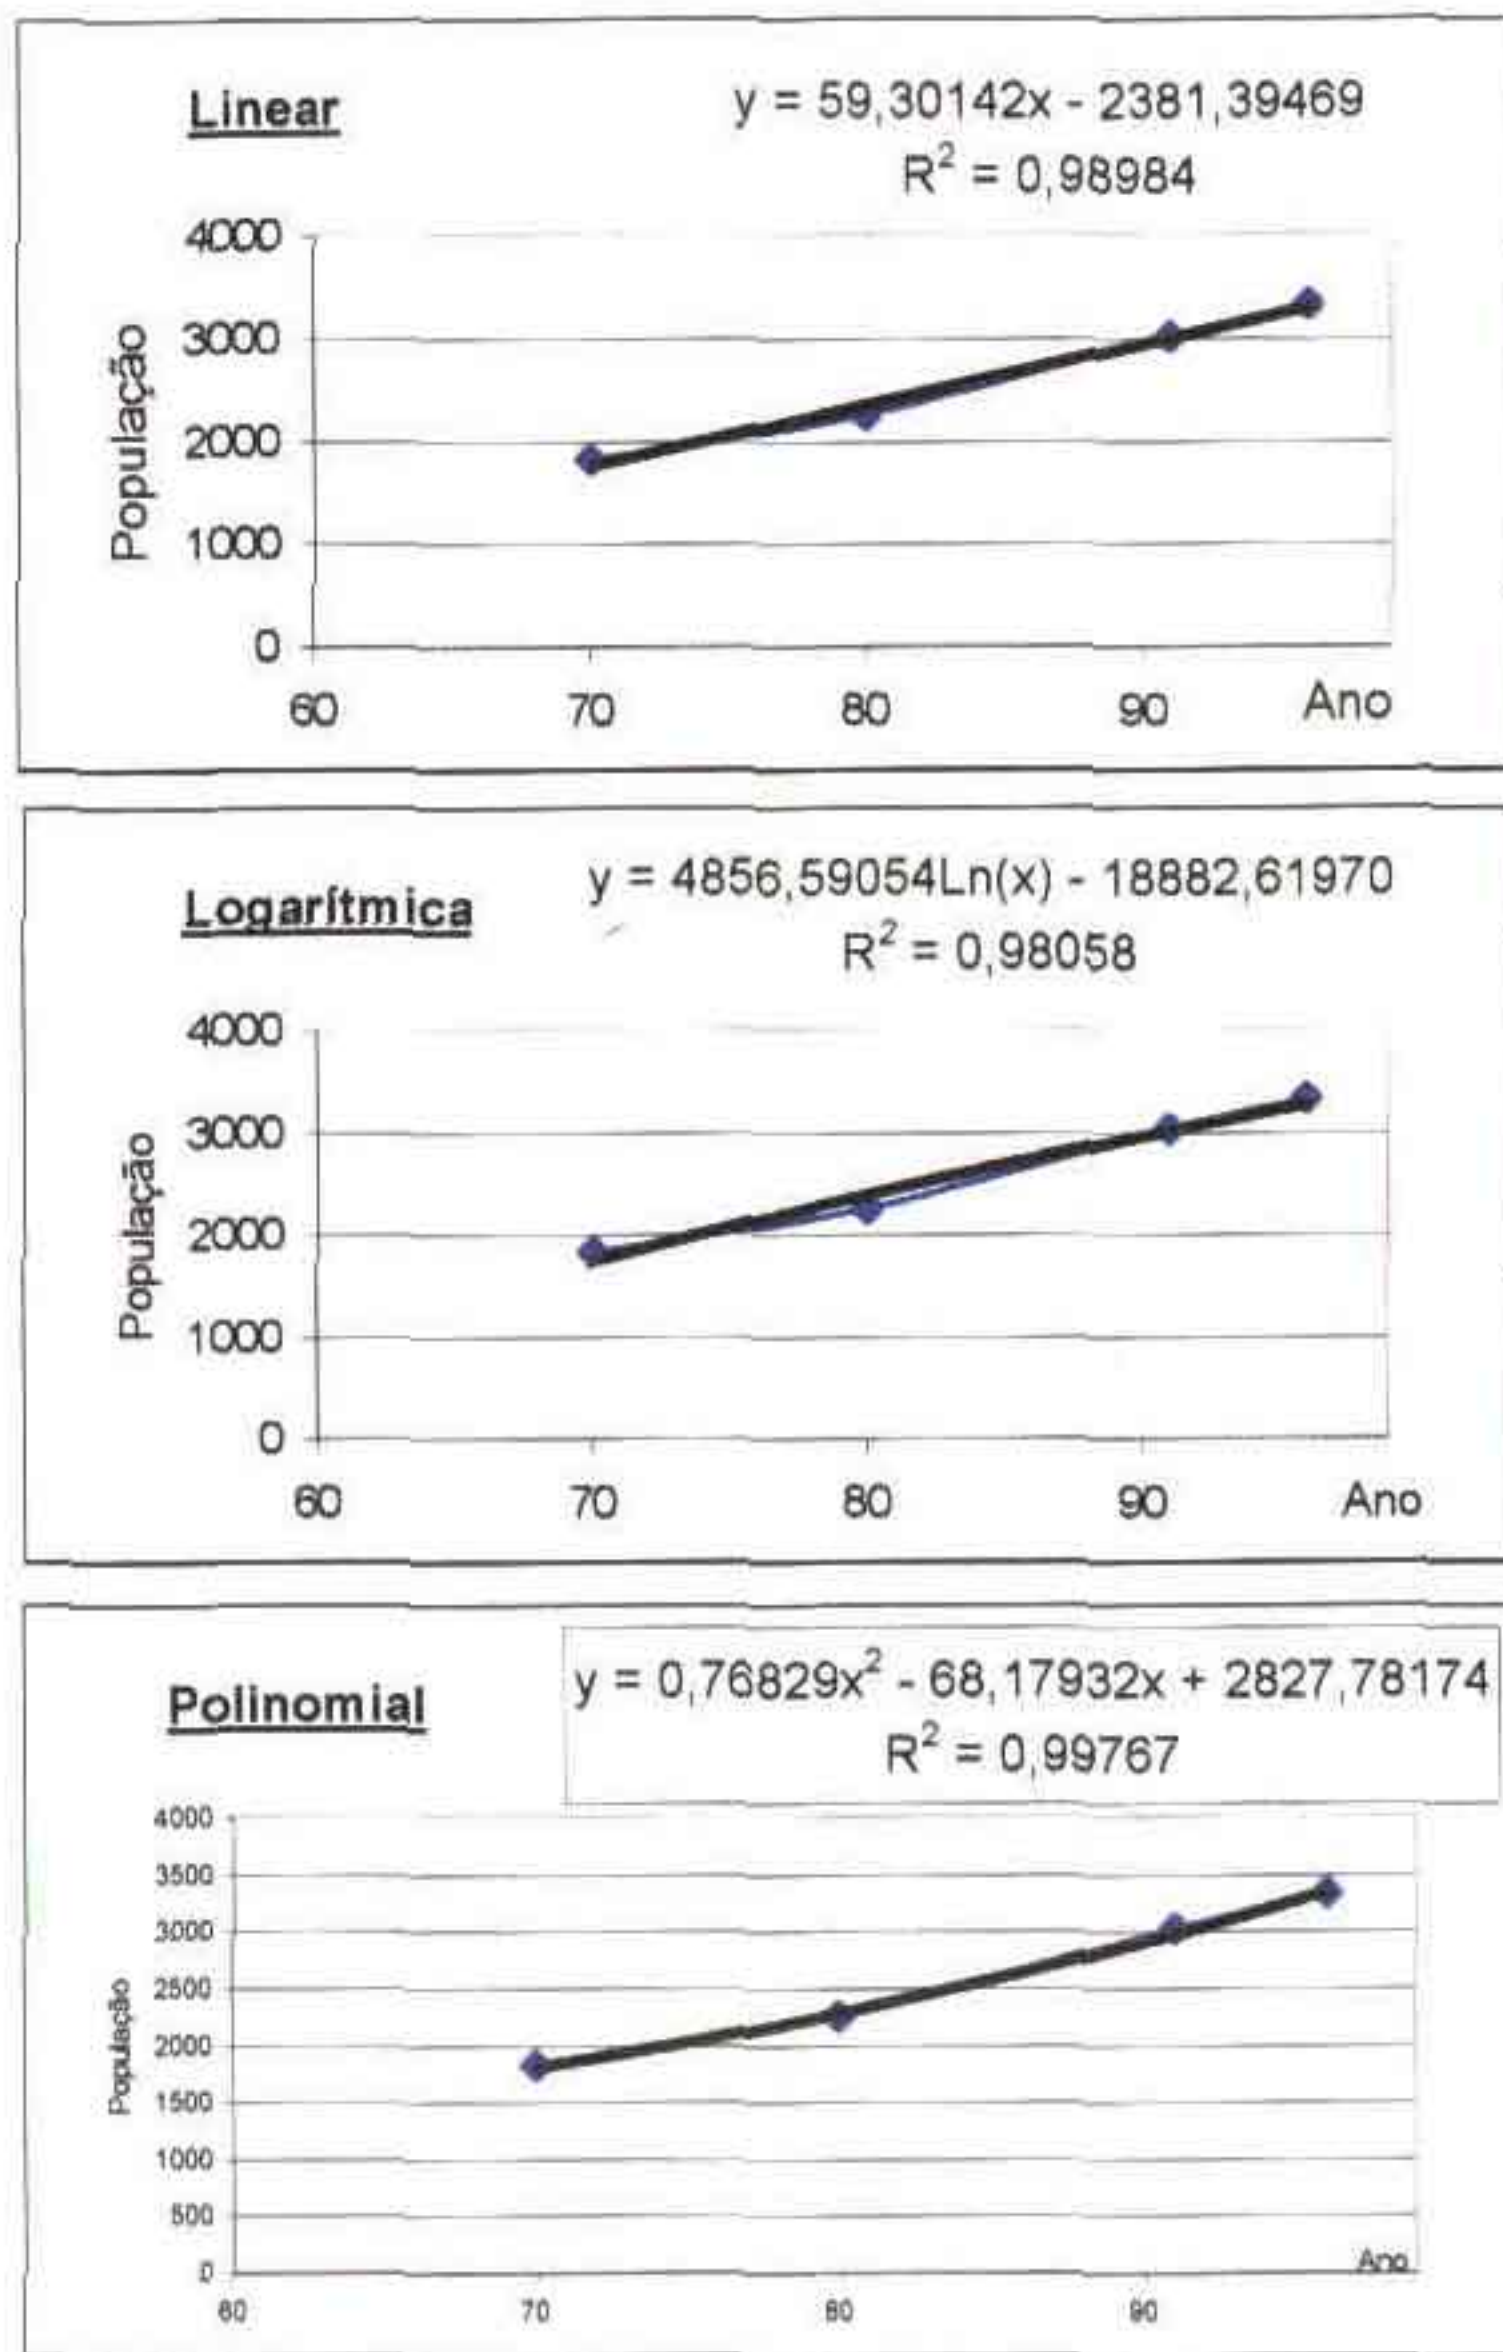 Linear
y = 59,30142x - 2381,39469
R² = 0,98984
4000
3000
2000
1000
0
População
60 70 80 90 Ano
Logarítmica
y = 4856,59054Ln(x) - 18882,61970
R² = 0,98058
4000
3000
2000
1000
0
População
60 70 80 90 Ano
Polinomial
y = 0,76829x² - 68,17932x + 2827,78174
R² = 0,99767
4000
3500
3000
2500
2000
1500
1000
500
0
População
Ano
60 70 80 90